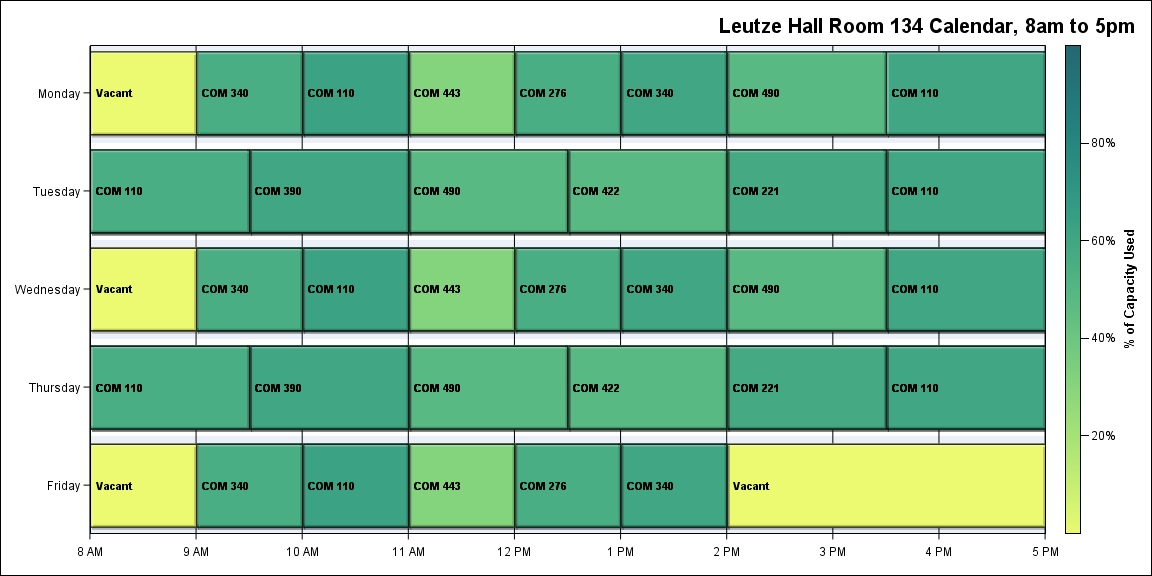 Leutze Hall Room 134 Calendar, 8am to 5pm
Monday
Vacant
COM 340
COM 110
COM 443
COM 276
COM 340
COM 490
COM 110
Tuesday
COM 110
COM 390
COM 490
COM 422
COM 221
COM 110
Wednesday
Vacant
COM 340
COM 110
COM 443
COM 276
COM 340
COM 490
COM 110
Thursday
COM 110
COM 390
COM 490
COM 422
COM 221
COM 110
Friday
Vacant
COM 340
COM 110
COM 443
COM 276
COM 340
Vacant
8 AM
9 AM
10 AM
11 AM
12 PM
1 PM
2 PM
3 PM
4 PM
5 PM
80%
60%
40%
20%
% of Capacity Used